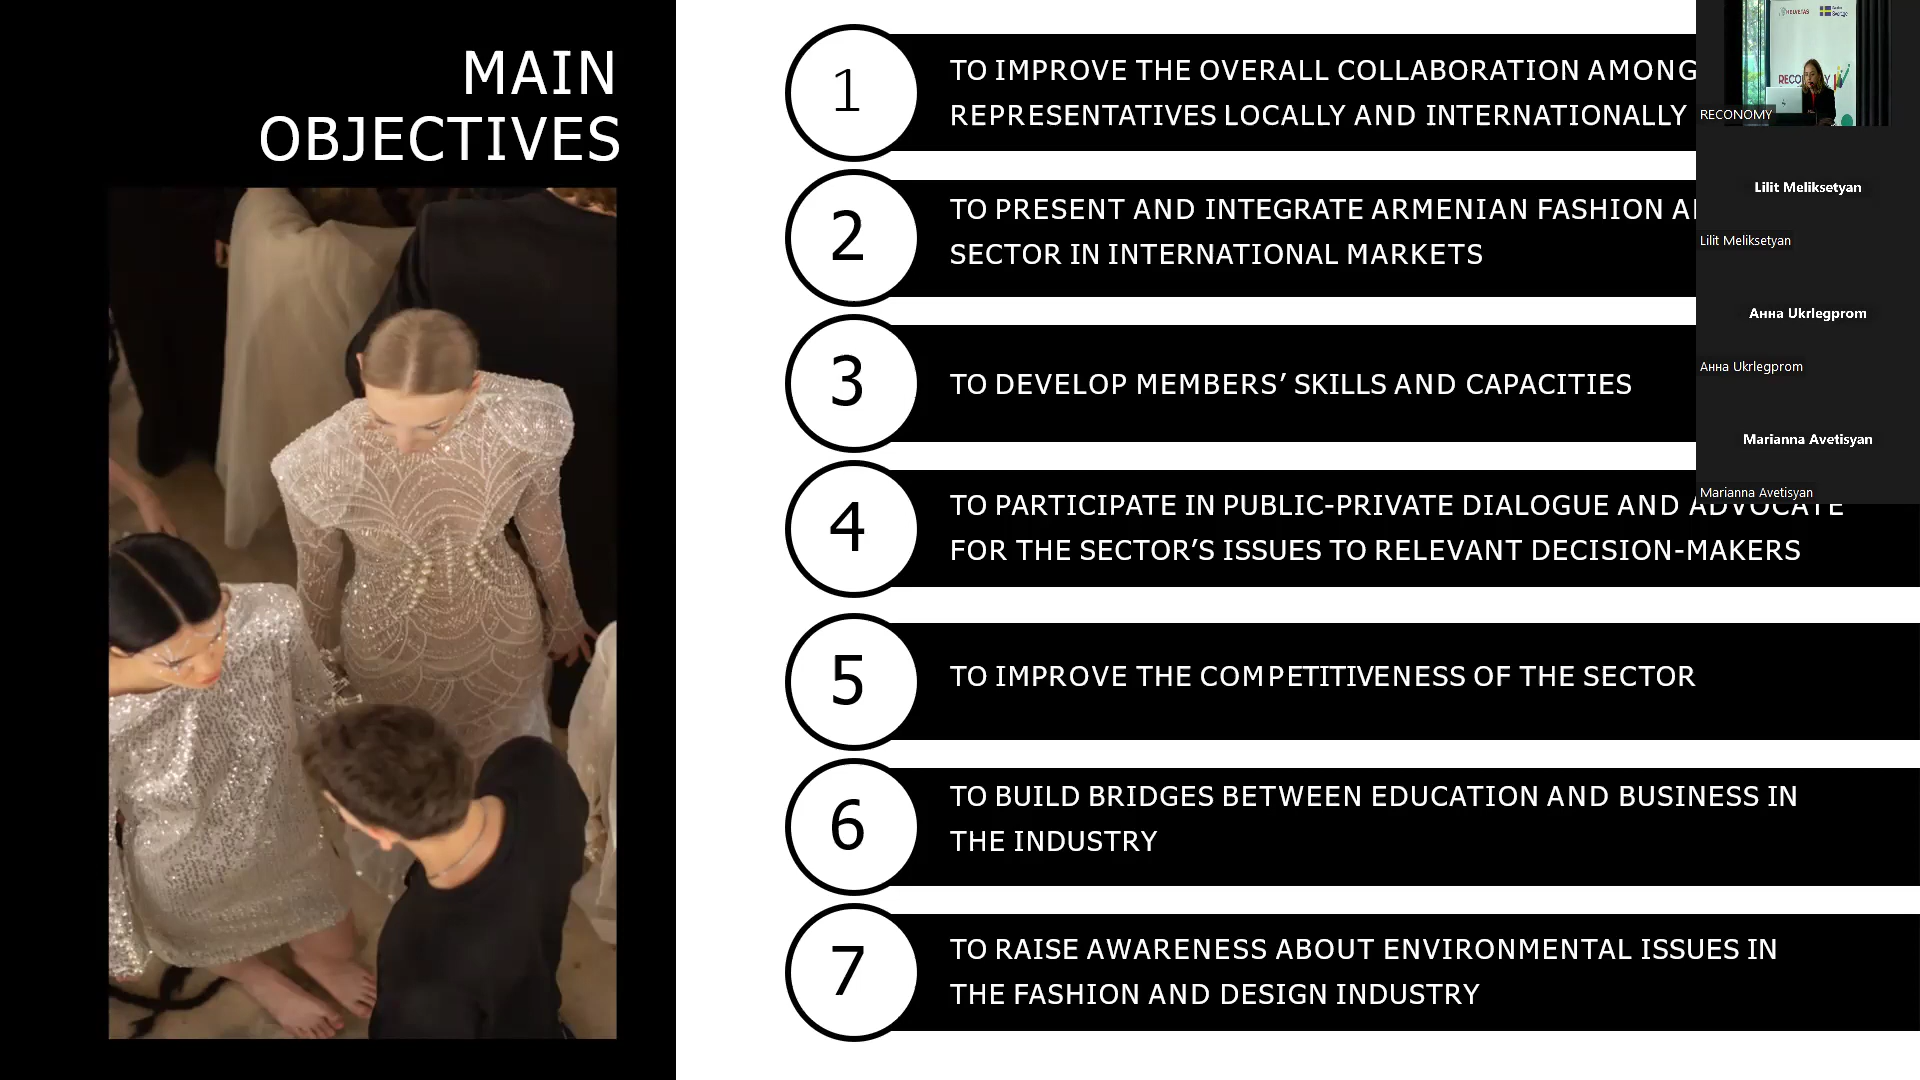 MAIN
OBJECTIVES
1
TO IMPROVE THE OVERALL COLLABORATION AMONG
REPRESENTATIVES LOCALLY AND INTERNATIONALLY
2
TO PRESENT AND INTEGRATE ARMENIAN FASHION
SECTOR IN INTERNATIONAL MARKETS
3
TO DEVELOP MEMBERS’ SKILLS AND CAPACITIES
4
TO PARTICIPATE IN PUBLIC-PRIVATE DIALOGUE AND ADVOCATE
FOR THE SECTOR’S ISSUES TO RELEVANT DECISION-MAKERS
5
TO IMPROVE THE COMPETITIVENESS OF THE SECTOR
6
TO BUILD BRIDGES BETWEEN EDUCATION AND BUSINESS IN
THE INDUSTRY
7
TO RAISE AWARENESS ABOUT ENVIRONMENTAL ISSUES IN
THE FASHION AND DESIGN INDUSTRY
HELVETAS
Sverige
RECONOMY
Lilit Meliksetyan
Lilit Meliksetyan
Анна Ukrlegprom
Анна Ukrlegprom
Marianna Avetisyan
Marianna Avetisyan